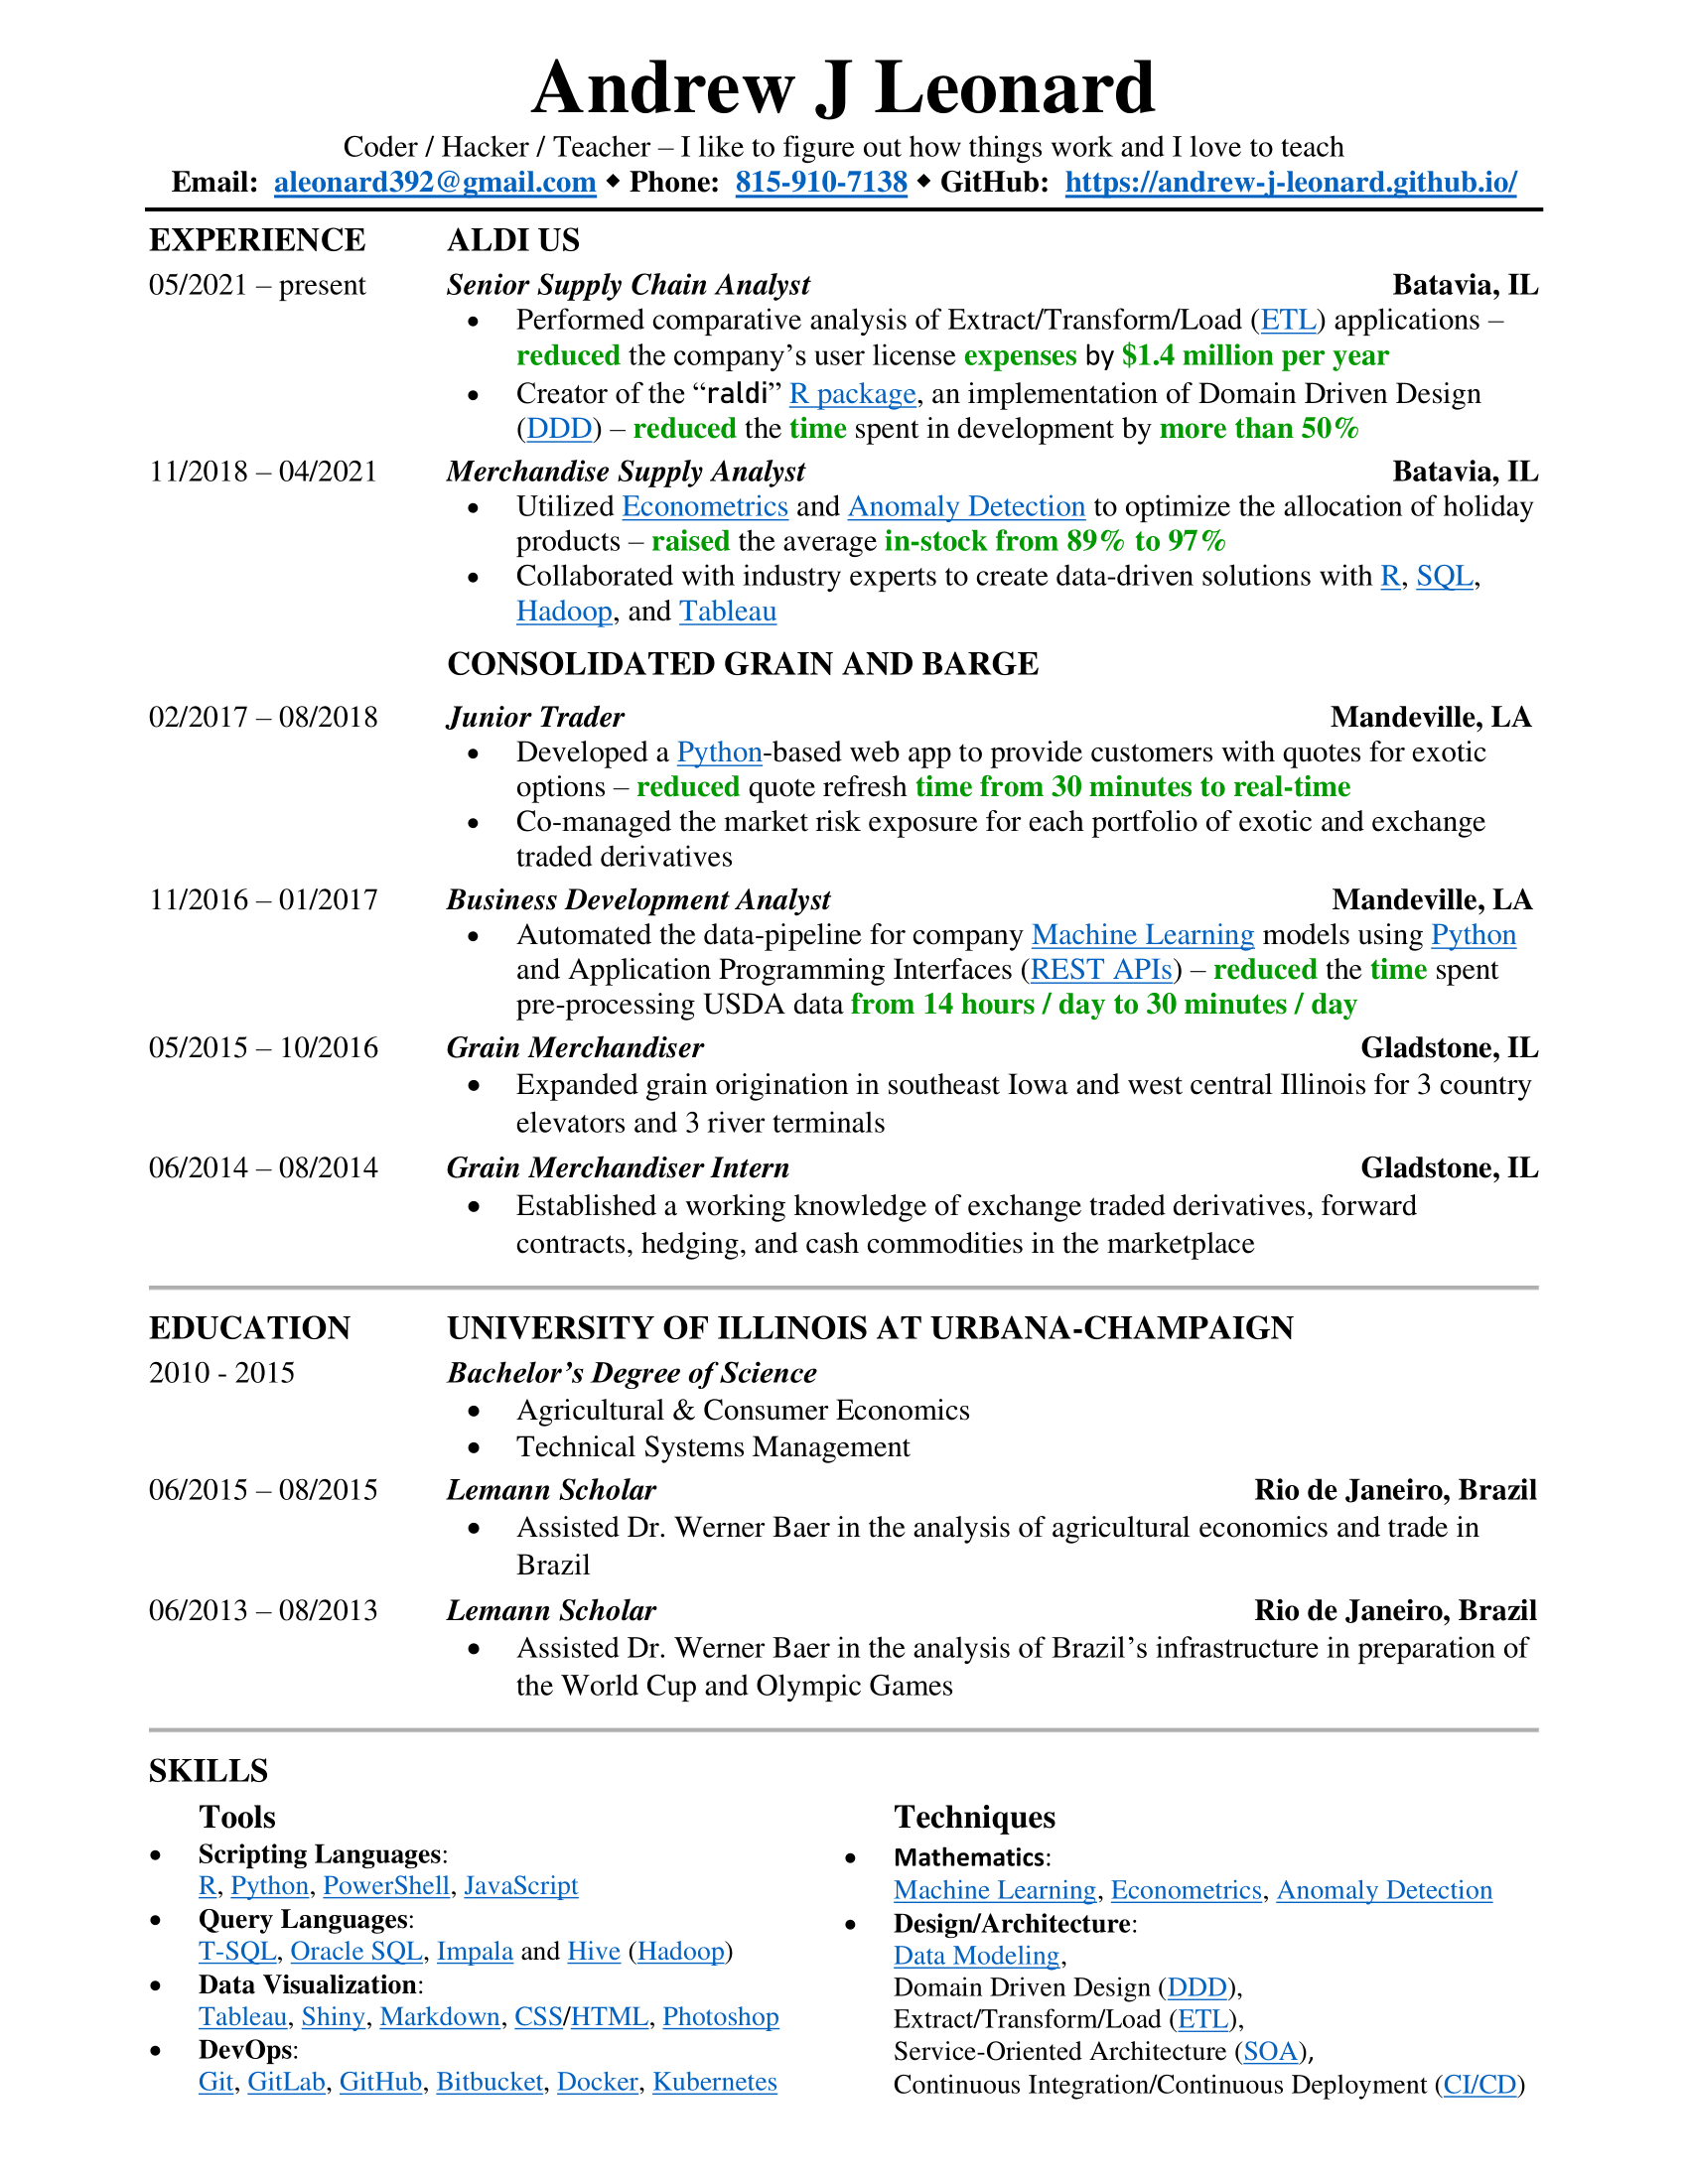 Andrew J Leonard
Coder / Hacker / Teacher – I like to figure out how things work and I love to teach
Email: aleonard392@gmail.com ◆ Phone: 815-910-7138 ◆ GitHub: https://andrew-j-leonard.github.io/
EXPERIENCE ALDI US
05/2021 – present Senior Supply Chain Analyst Batavia, IL
• Performed comparative analysis of Extract/Transform/Load (ETL) applications –
reduced the company’s user license expenses by $1.4 million per year
• Creator of the “raldi” R package, an implementation of Domain Driven Design
(DDD) – reduced the time spent in development by more than 50%
11/2018 – 04/2021 Merchandise Supply Analyst Batavia, IL
• Utilized Econometrics and Anomaly Detection to optimize the allocation of holiday
products – raised the average in-stock from 89% to 97%
• Collaborated with industry experts to create data-driven solutions with R, SQL,
Hadoop, and Tableau
CONSOLIDATED GRAIN AND BARGE
02/2017 – 08/2018 Junior Trader Mandeville, LA
• Developed a Python-based web app to provide customers with quotes for exotic
options – reduced quote refresh time from 30 minutes to real-time
• Co-managed the market risk exposure for each portfolio of exotic and exchange
traded derivatives
11/2016 – 01/2017 Business Development Analyst Mandeville, LA
• Automated the data-pipeline for company Machine Learning models using Python
and Application Programming Interfaces (REST APIs) – reduced the time spent
pre-processing USDA data from 14 hours / day to 30 minutes / day
05/2015 – 10/2016 Grain Merchandiser Gladstone, IL
• Expanded grain origination in southeast Iowa and west central Illinois for 3 country
elevators and 3 river terminals
06/2014 – 08/2014 Grain Merchandiser Intern Gladstone, IL
• Established a working knowledge of exchange traded derivatives, forward
contracts, hedging, and cash commodities in the marketplace
EDUCATION UNIVERSITY OF ILLINOIS AT URBANA-CHAMPAIGN
2010 - 2015 Bachelor’s Degree of Science
• Agricultural & Consumer Economics
• Technical Systems Management
06/2015 – 08/2015 Lemann Scholar Rio de Janeiro, Brazil
• Assisted Dr. Werner Baer in the analysis of agricultural economics and trade in
Brazil
06/2013 – 08/2013 Lemann Scholar Rio de Janeiro, Brazil
• Assisted Dr. Werner Baer in the analysis of Brazil’s infrastructure in preparation of
the World Cup and Olympic Games
SKILLS
Tools
• Scripting Languages:
R, Python, PowerShell, JavaScript
• Query Languages:
T-SQL, Oracle SQL, Impala and Hive (Hadoop)
• Data Visualization:
Tableau, Shiny, Markdown, CSS/HTML, Photoshop
• DevOps:
Git, GitLab, GitHub, Bitbucket, Docker, Kubernetes
Techniques
• Mathematics:
Machine Learning, Econometrics, Anomaly Detection
• Design/Architecture:
Data Modeling,
Domain Driven Design (DDD),
Extract/Transform/Load (ETL),
Service-Oriented Architecture (SOA),
Continuous Integration/Continuous Deployment (CI/CD)